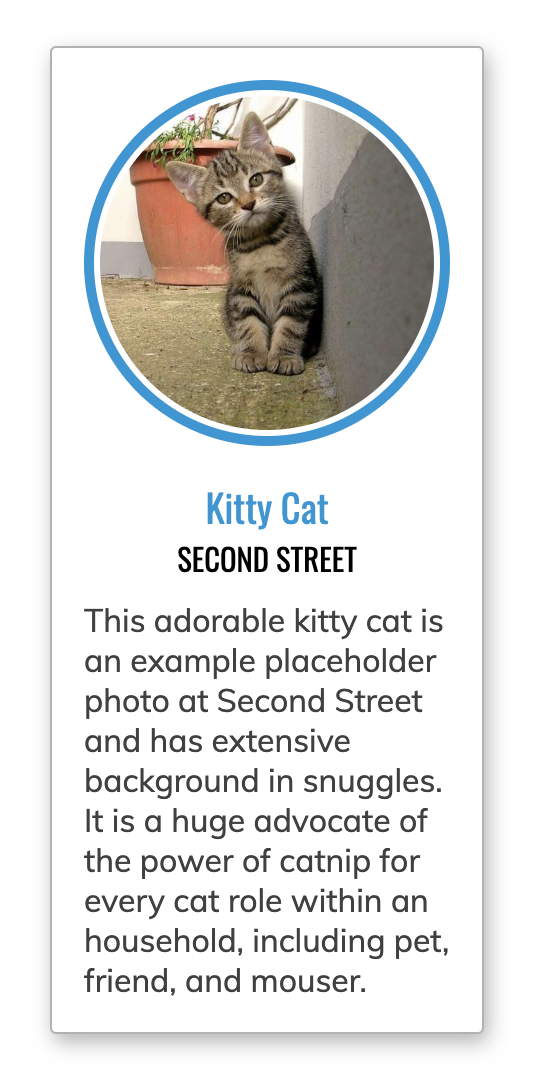 Kitty Cat
SECOND STREET
This adorable kitty cat is
an example placeholder
photo at Second Street
and has extensive
background in snuggles.
It is a huge advocate of
the power of catnip for
every cat role within an
household, including pet,
friend, and mouser.